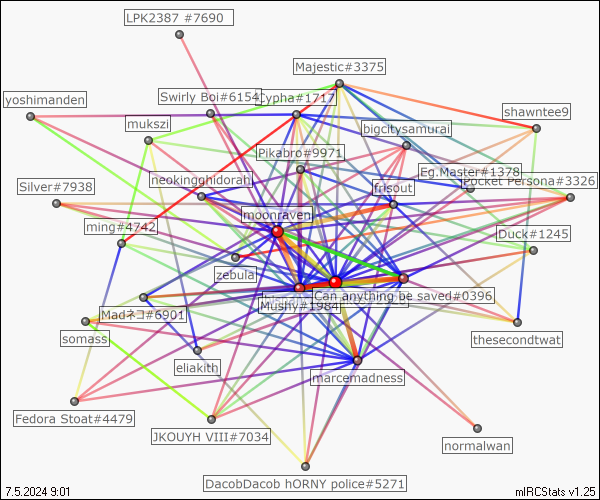 LPK2387 #7690
Majestic#3375
yoshimanden
Swirly Boi#6154
Cypha#1717
shawntee9
mukszi
bigcitysamurai
Pikabro#9971
Eg.Master#1378
Silver#7938
neokingghidorah
frisout
Pocket Persona#3326
moonraven
ming#4742
Duck#1245
zebula
Can anything be saved#0396
Madネコ#6901
Mushy#1984
somass
thesecondtwat
eliakith
marcemadness
Fedora Stoat#4479
JKOUYH VIII#7034
normalwan
DacobDacob hORNY police#5271
7.5.2024 9:01
mIRCStats v1.25